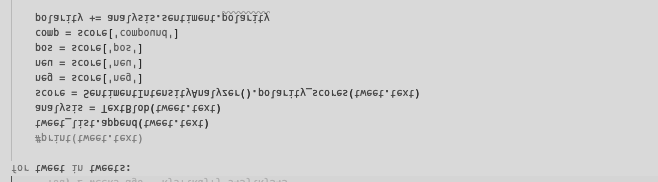 for tweet in tweets:
#print(tweet.text)
tweet_list.append(tweet.text)
analysis = TextBlob(tweet.text)
score = SentimentIntensityAnalyzer().polarity_scores(tweet.text)
neg = score['neg']
neu = score['neu']
pos = score['pos']
comp = score['compound']
polarity += analysis.sentiment.polarity